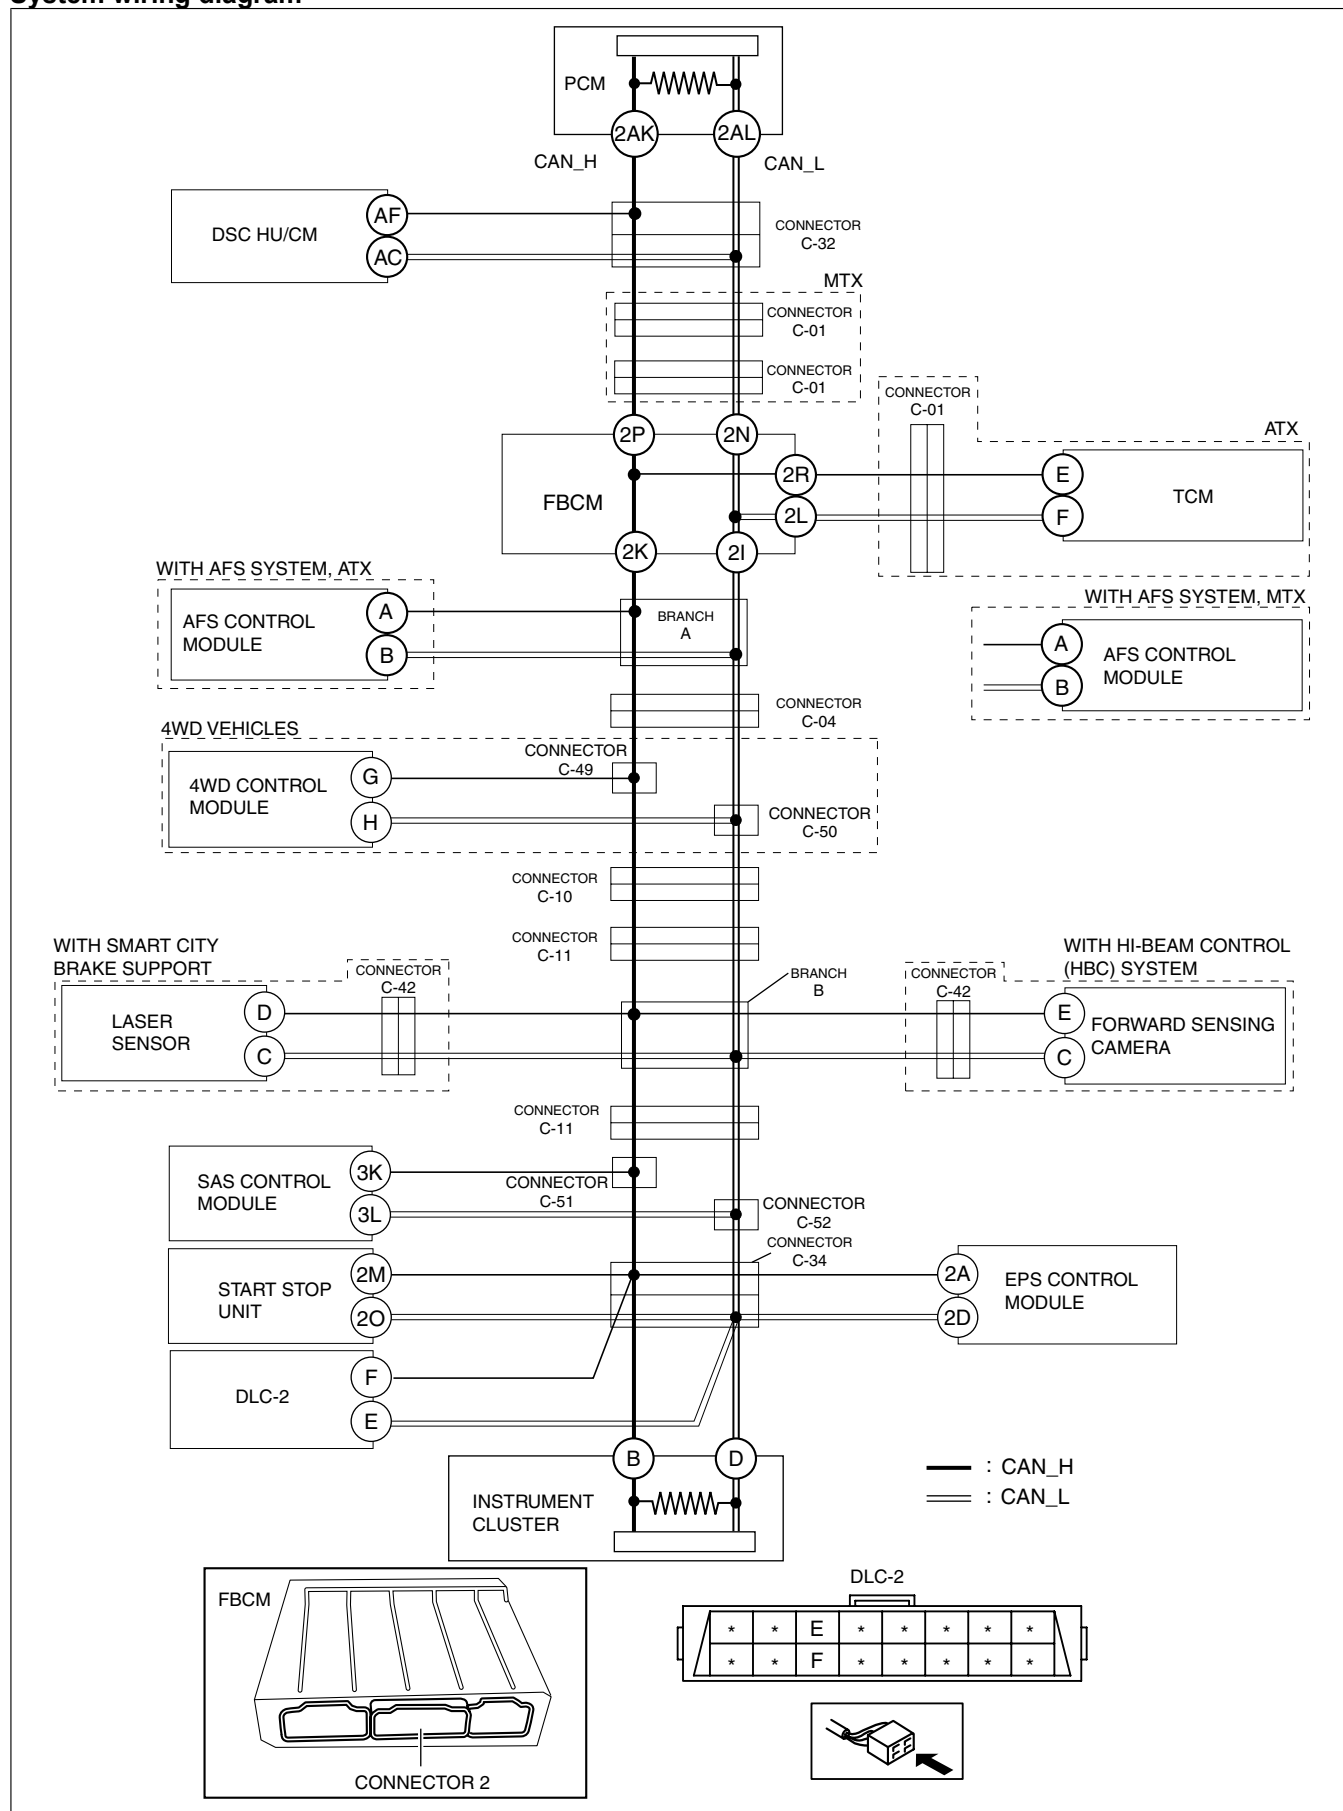 System wiring diagram
PCM
2AK
2AL
CAN_H
CAN_L
DSC HU/CM
AF
AC
CONNECTOR
C-32
MTX
CONNECTOR
C-01
CONNECTOR
C-01
2P
2N
FBCM
2R
2L
2K
2I
CONNECTOR
C-01
ATX
E
F
TCM
WITH AFS SYSTEM, ATX
AFS CONTROL
MODULE
A
B
BRANCH
A
WITH AFS SYSTEM, MTX
A
B
AFS CONTROL
MODULE
CONNECTOR
C-04
4WD VEHICLES
4WD CONTROL
MODULE
G
H
CONNECTOR
C-49
CONNECTOR
C-50
CONNECTOR
C-10
CONNECTOR
C-11
WITH SMART CITY
BRAKE SUPPORT
LASER
SENSOR
D
C
CONNECTOR
C-42
BRANCH
B
CONNECTOR
C-42
WITH HI-BEAM CONTROL
(HBC) SYSTEM
E
C
FORWARD SENSING
CAMERA
CONNECTOR
C-11
SAS CONTROL
MODULE
3K
3L
CONNECTOR
C-51
CONNECTOR
C-52
CONNECTOR
C-34
START STOP
UNIT
2M
2O
2A
2D
EPS CONTROL
MODULE
DLC-2
F
E
B
D
INSTRUMENT
CLUSTER
: CAN_H
: CAN_L
FBCM
CONNECTOR 2
DLC-2
* * E * * * * *
* * F * * * * *